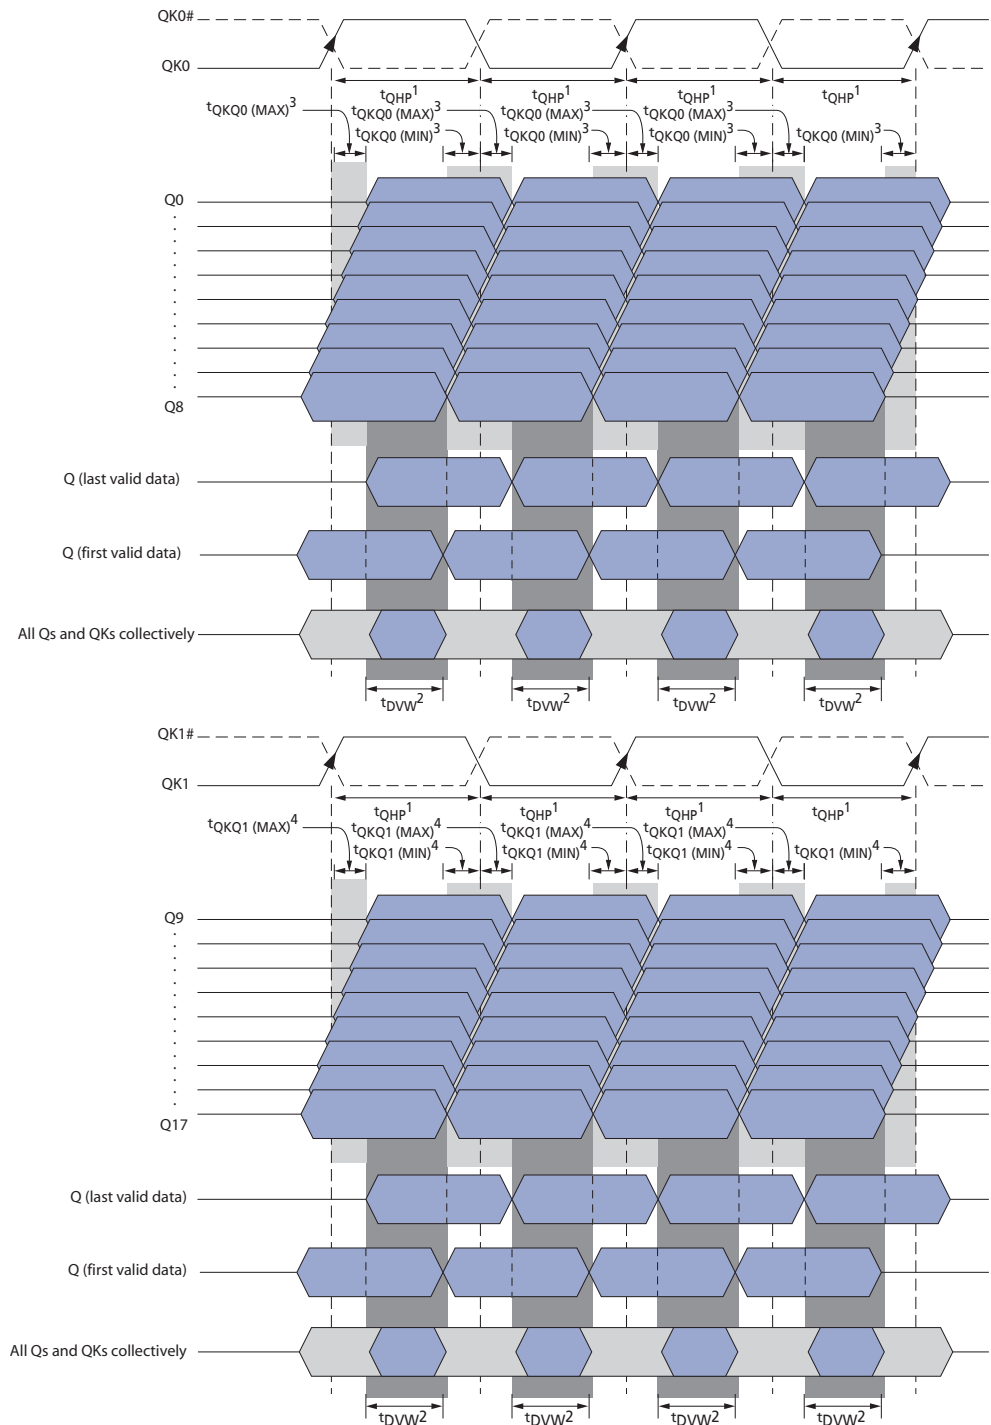 QK0#
QK0
tQHP1 tQHP1 tQHP1 tQHP1
tQKQ0 (MAX)3 tQKQ0 (MAX)3 tQKQ0 (MAX)3 tQKQ0 (MAX)3
tQKQ0 (MIN)3 tQKQ0 (MIN)3 tQKQ0 (MIN)3 tQKQ0 (MIN)3
Q0
Q8
Q (last valid data)
Q (first valid data)
All Qs and QKs collectively
tDVW2 tDVW2 tDVW2 tDVW2
QK1#
QK1
tQHP1 tQHP1 tQHP1 tQHP1
tQKQ1 (MAX)4 tQKQ1 (MAX)4 tQKQ1 (MAX)4 tQKQ1 (MAX)4
tQKQ1 (MIN)4 tQKQ1 (MIN)4 tQKQ1 (MIN)4 tQKQ1 (MIN)4
Q9
Q17
Q (last valid data)
Q (first valid data)
All Qs and QKs collectively
tDVW2 tDVW2 tDVW2 tDVW2